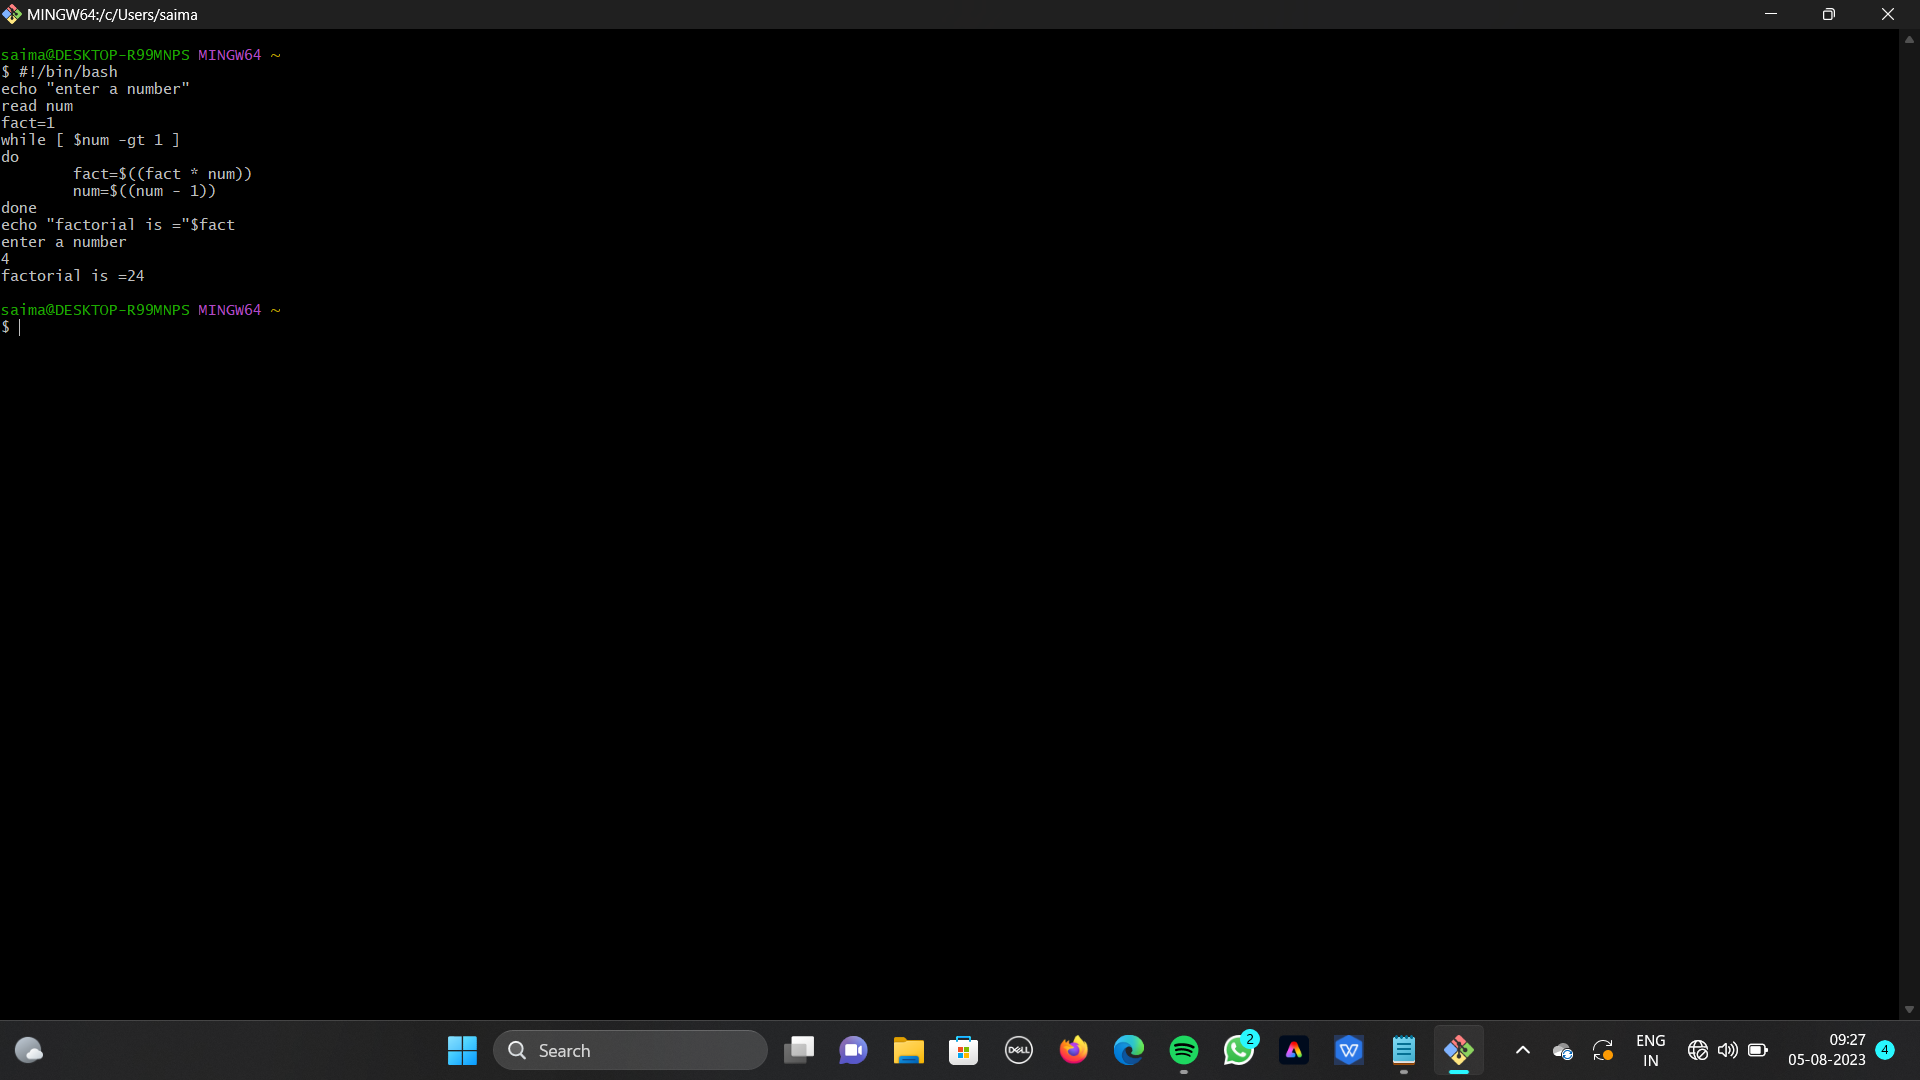 MINGW64:/c/Users/saima
saima@DESKTOP-R99MNPS MINGW64 ~
$ #!/bin/bash
echo "enter a number"
read num
fact=1
while [ $num -gt 1 ]
do
        fact=$((fact * num))
        num=$((num - 1))
done
echo "factorial is ="$fact
enter a number
4
factorial is =24
saima@DESKTOP-R99MNPS MINGW64 ~
$
Search
DELL
2
W
ENG
IN
09:27
05-08-2023
4